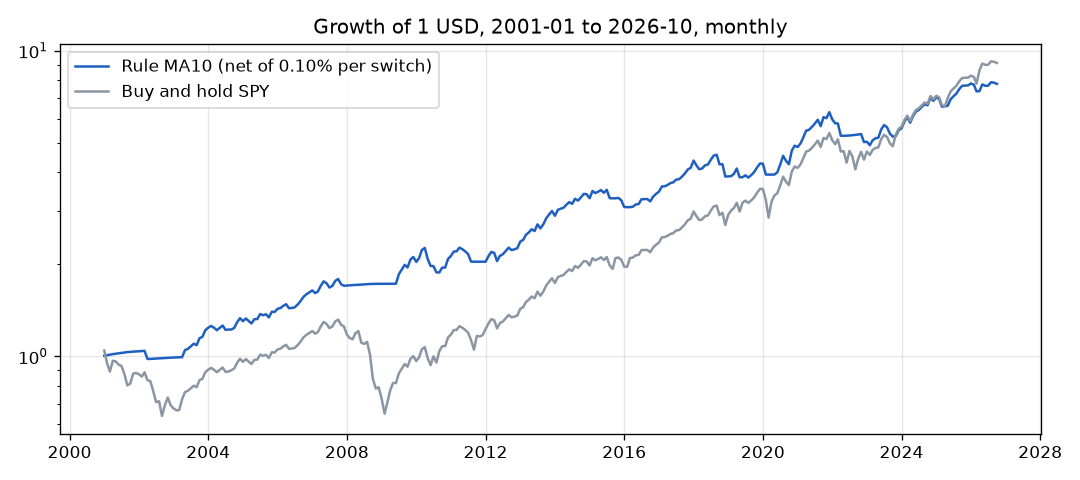 Growth of 1 USD, 2001-01 to 2026-10, monthly
10¹
Rule MA10 (net of 0.10% per switch)
Buy and hold SPY
10⁰
2000 2004 2008 2012 2016 2020 2024 2028